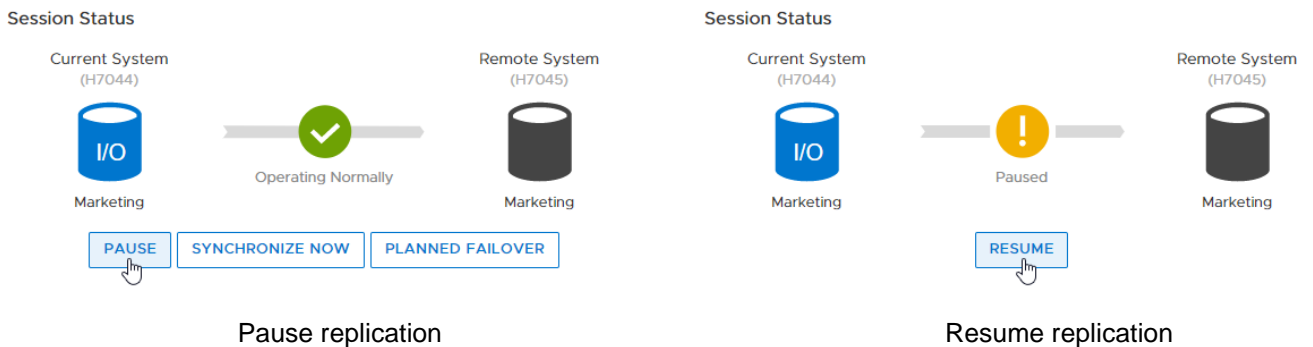 Session Status
Current System
(H7044)
Remote System
(H7045)
I/O
Operating Normally
Marketing
Marketing
PAUSE
SYNCHRONIZE NOW
PLANNED FAILOVER
Pause replication
Session Status
Current System
(H7044)
Remote System
(H7045)
I/O
Paused
Marketing
Marketing
RESUME
Resume replication